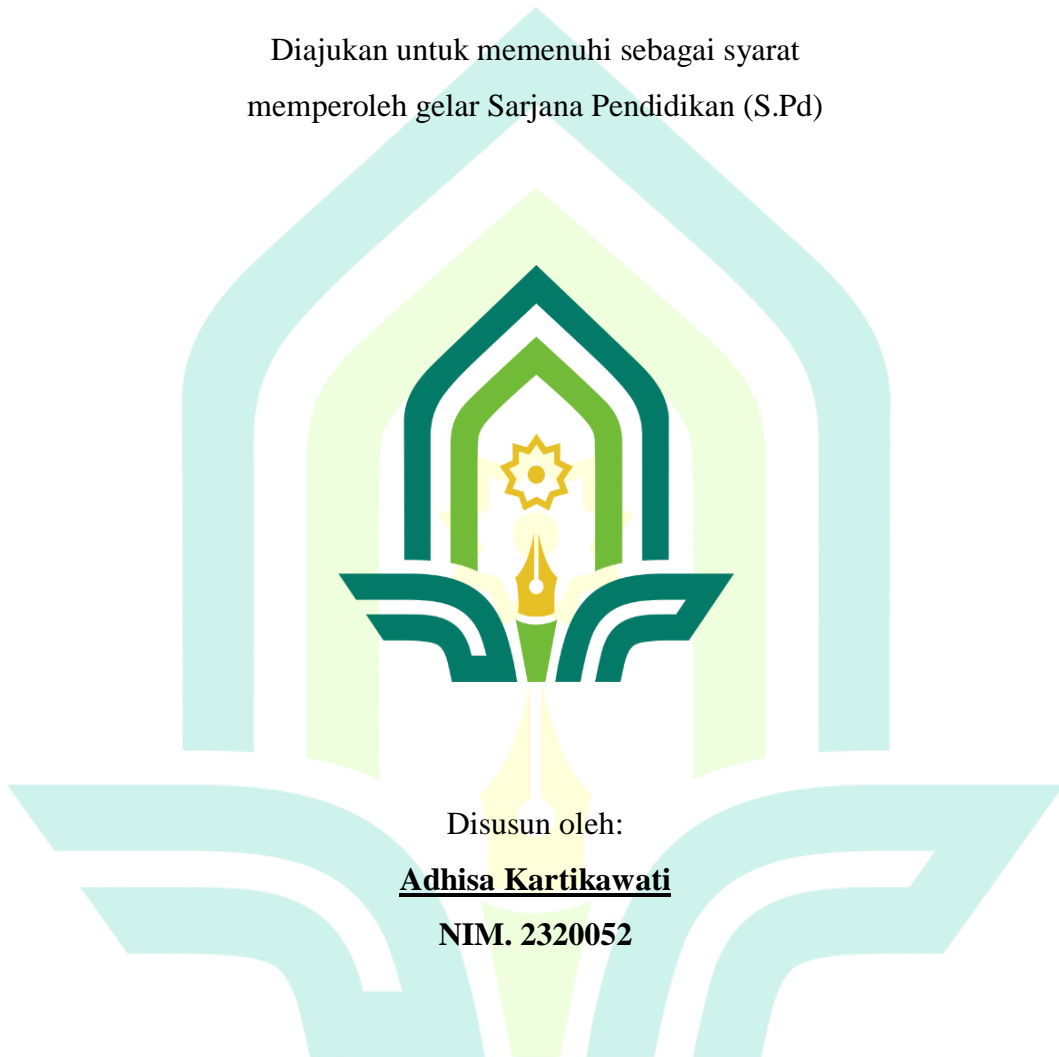 Diajukan untuk memenuhi sebagai syarat
memperoleh gelar Sarjana Pendidikan (S.Pd)
Disusun oleh:
Adhisa Kartikawati
NIM. 2320052